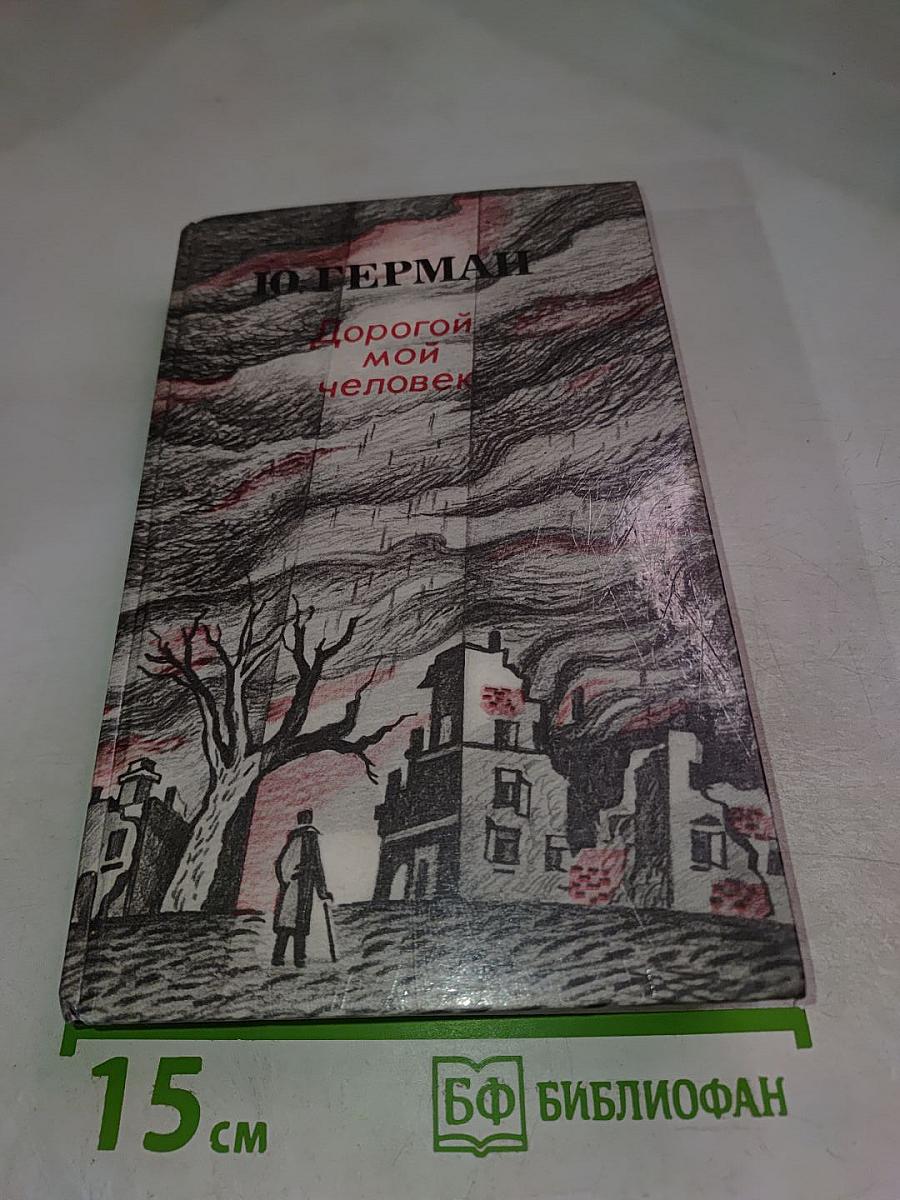 Ю. ГЕРМАН
Дорогой
мой
человек
15 см
БФ БИБЛИОФАН